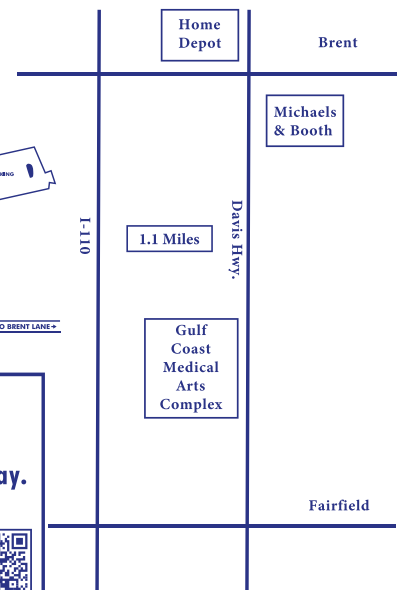 Home
Depot
Brent
Michaels
& Booth
I-110
1.1 Miles
Davis Hwy.
O BRENT LANE→
Gulf
Coast
Medical
Arts
Complex
ay.
Fairfield